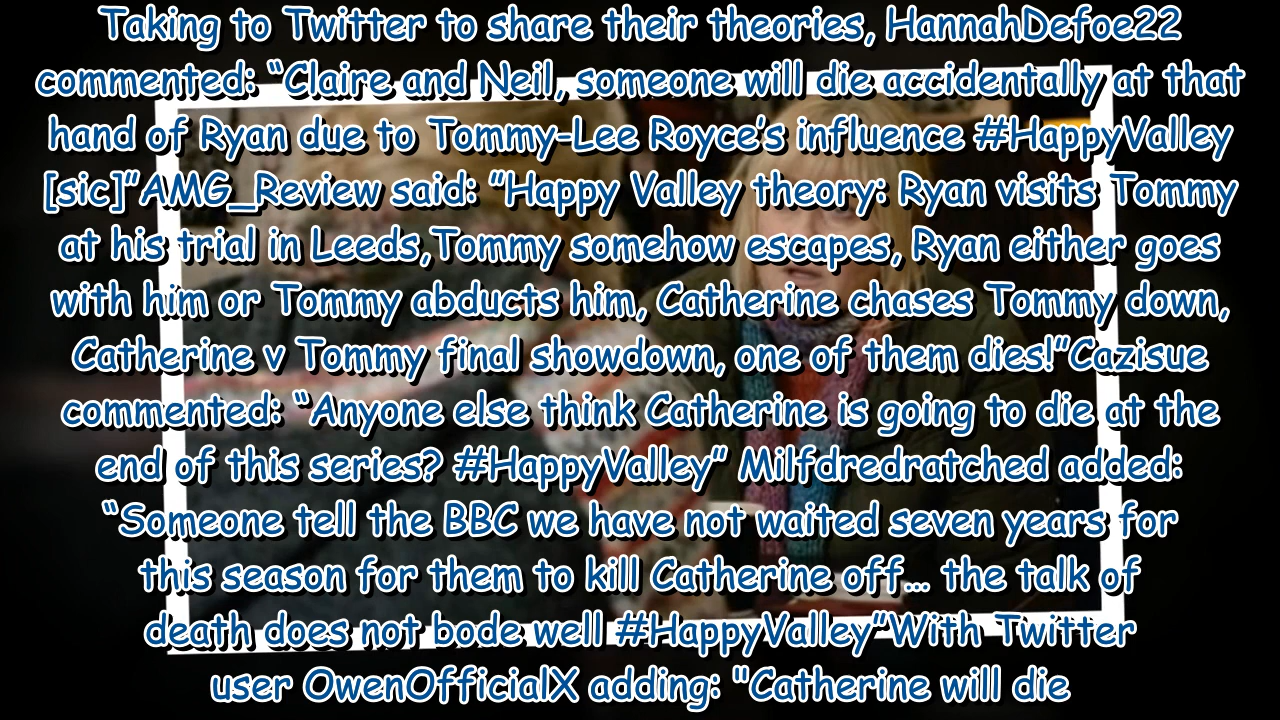 Taking to Twitter to share their theories, HannahDefoe22
commented: “Claire and Neil, someone will die accidentally at that
hand of Ryan due to Tommy-Lee Royce’s influence #HappyValley
[sic]”AMG_Review said: “Happy Valley theory: Ryan visits Tommy
at his trial in Leeds,Tommy somehow escapes, Ryan either goes
with him or Tommy abducts him, Catherine chases Tommy down,
Catherine v Tommy final showdown, one of them dies!”Cazisue
commented: “Anyone else think Catherine is going to die at the
end of this series? #HappyValley” Milfdredratched added:
“Someone tell the BBC we have not waited seven years for
this season for them to kill Catherine off… the talk of
death does not bode well #HappyValley”With Twitter
user OwenOfficialX adding: "Catherine will die